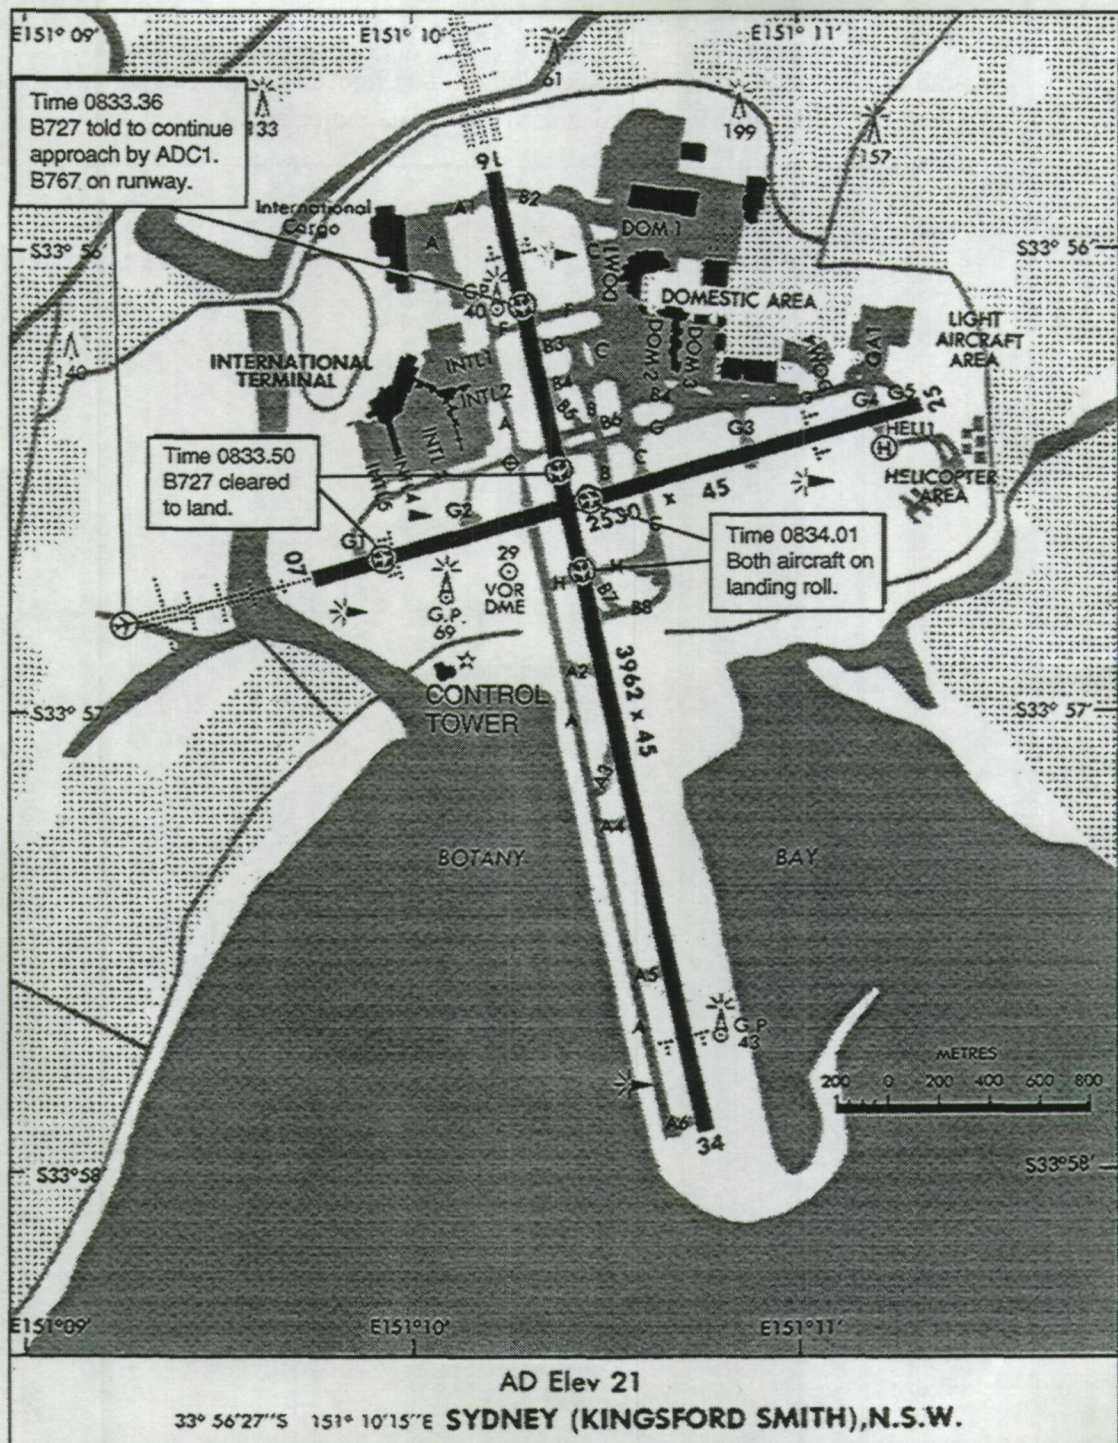 E151° 09′
E151° 10′
E151° 11′
61
Time 0833.36
B727 told to continue
approach by ADC1.
B767 on runway.
133
199
157
16
International
Cargo
A1
B2
A
DOM.1
S33° 56′
S33° 56′
C
DOM1
G.P.
40
F
F
DOMESTIC AREA
140
LIGHT
AIRCRAFT
AREA
INTERNATIONAL
TERMINAL
INTL1
INTL2
B3
C
DOM2
DOM3
DOM4
GA1
B4
B5
B
B6
B4
G
G4
G5
25
A
G
G3
HELI1
H
HELICOPTER
AREA
Time 0833.50
B727 cleared
to land.
B
C
G2
G1
2530 x 45
G
Time 0834.01
Both aircraft on
landing roll.
07
29
VOR
DME
G.P.
69
H
H
B7
B8
3962 x 45
A2
CONTROL
TOWER
S33° 57′
S33° 57′
A
A3
A4
BOTANY
BAY
A5
A
G.P
43
METRES
200 0 200 400 600 800
A6
34
S33° 58′
S33° 58′
E151° 09′
E151° 10′
E151° 11′
AD Elev 21
33° 56′27″S 151° 10′15″E SYDNEY (KINGSFORD SMITH), N.S.W.